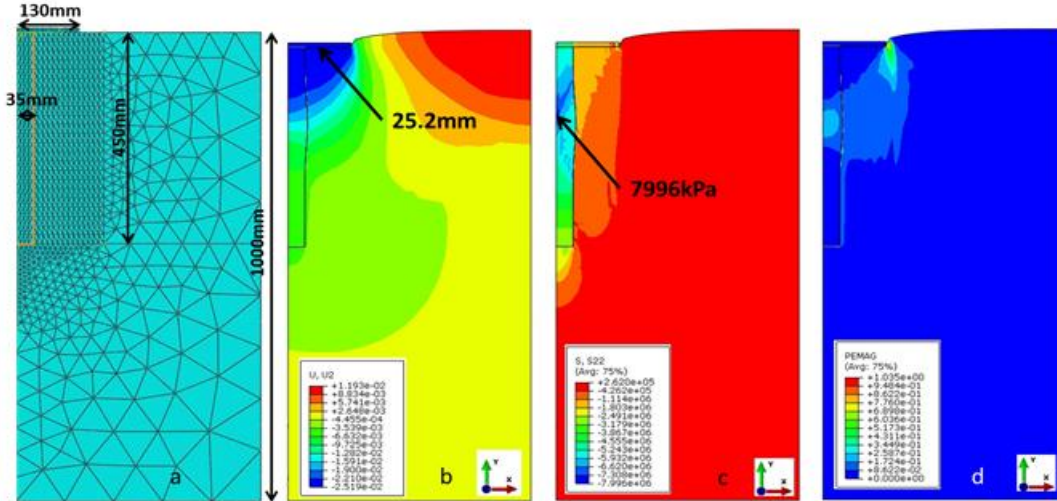 130mm
35mm
450mm
1000mm
a
25.2mm
U, U2
+1.193e-02
+8.834e-03
+5.741e-03
+2.648e-03
-4.455e-04
-3.539e-03
-6.632e-03
-9.725e-03
-1.282e-02
-1.591e-02
-1.900e-02
-2.210e-02
-2.519e-02
b
Y
X
7996kPa
S, S22
(Avg: 75%)
+2.620e+05
-4.262e+05
-1.114e+06
-1.803e+06
-2.491e+06
-3.179e+06
-3.867e+06
-4.555e+06
-5.243e+06
-5.932e+06
-6.620e+06
-7.308e+06
-7.996e+06
c
Y
X
PEMAG
(Avg: 75%)
+1.035e+00
+9.484e-01
+8.622e-01
+7.760e-01
+6.898e-01
+6.036e-01
+5.173e-01
+4.311e-01
+3.449e-01
+2.587e-01
+1.724e-01
+8.622e-02
+0.000e+00
d
Y
X